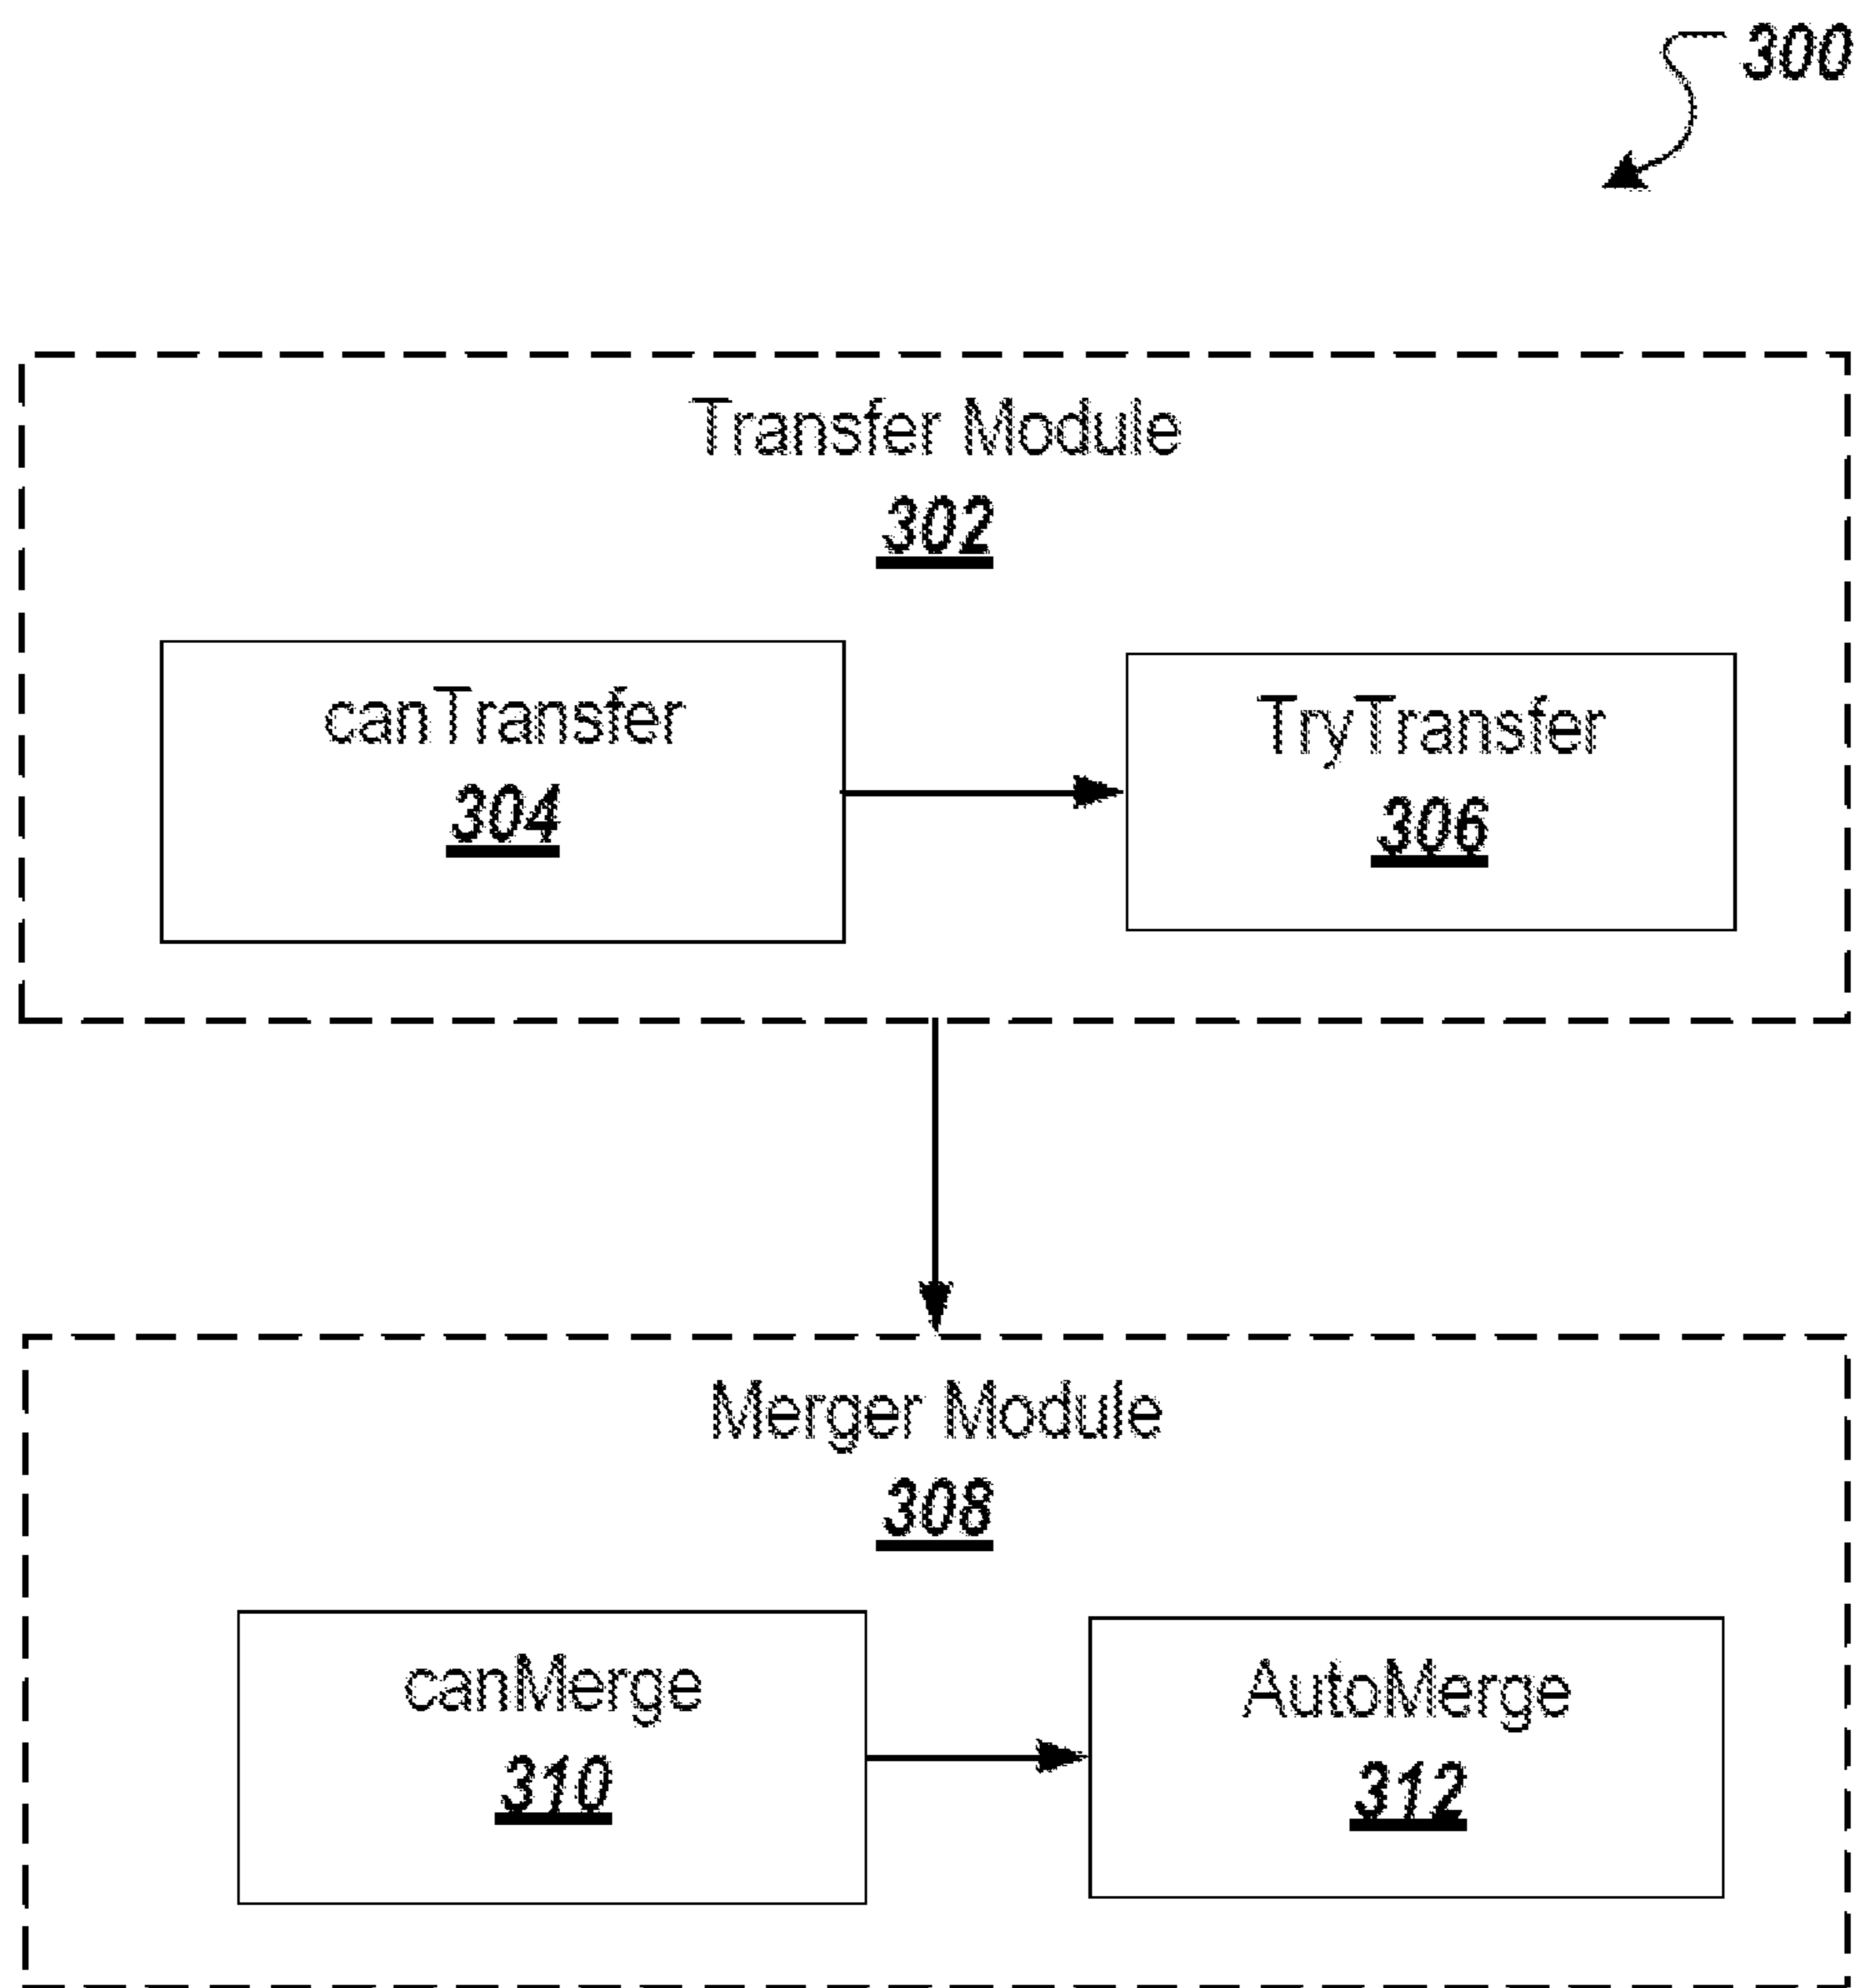 300
Transfer Module
302
canTransfer
304
TryTransfer
306
Merger Module
308
canMerge
310
AutoMerge
312